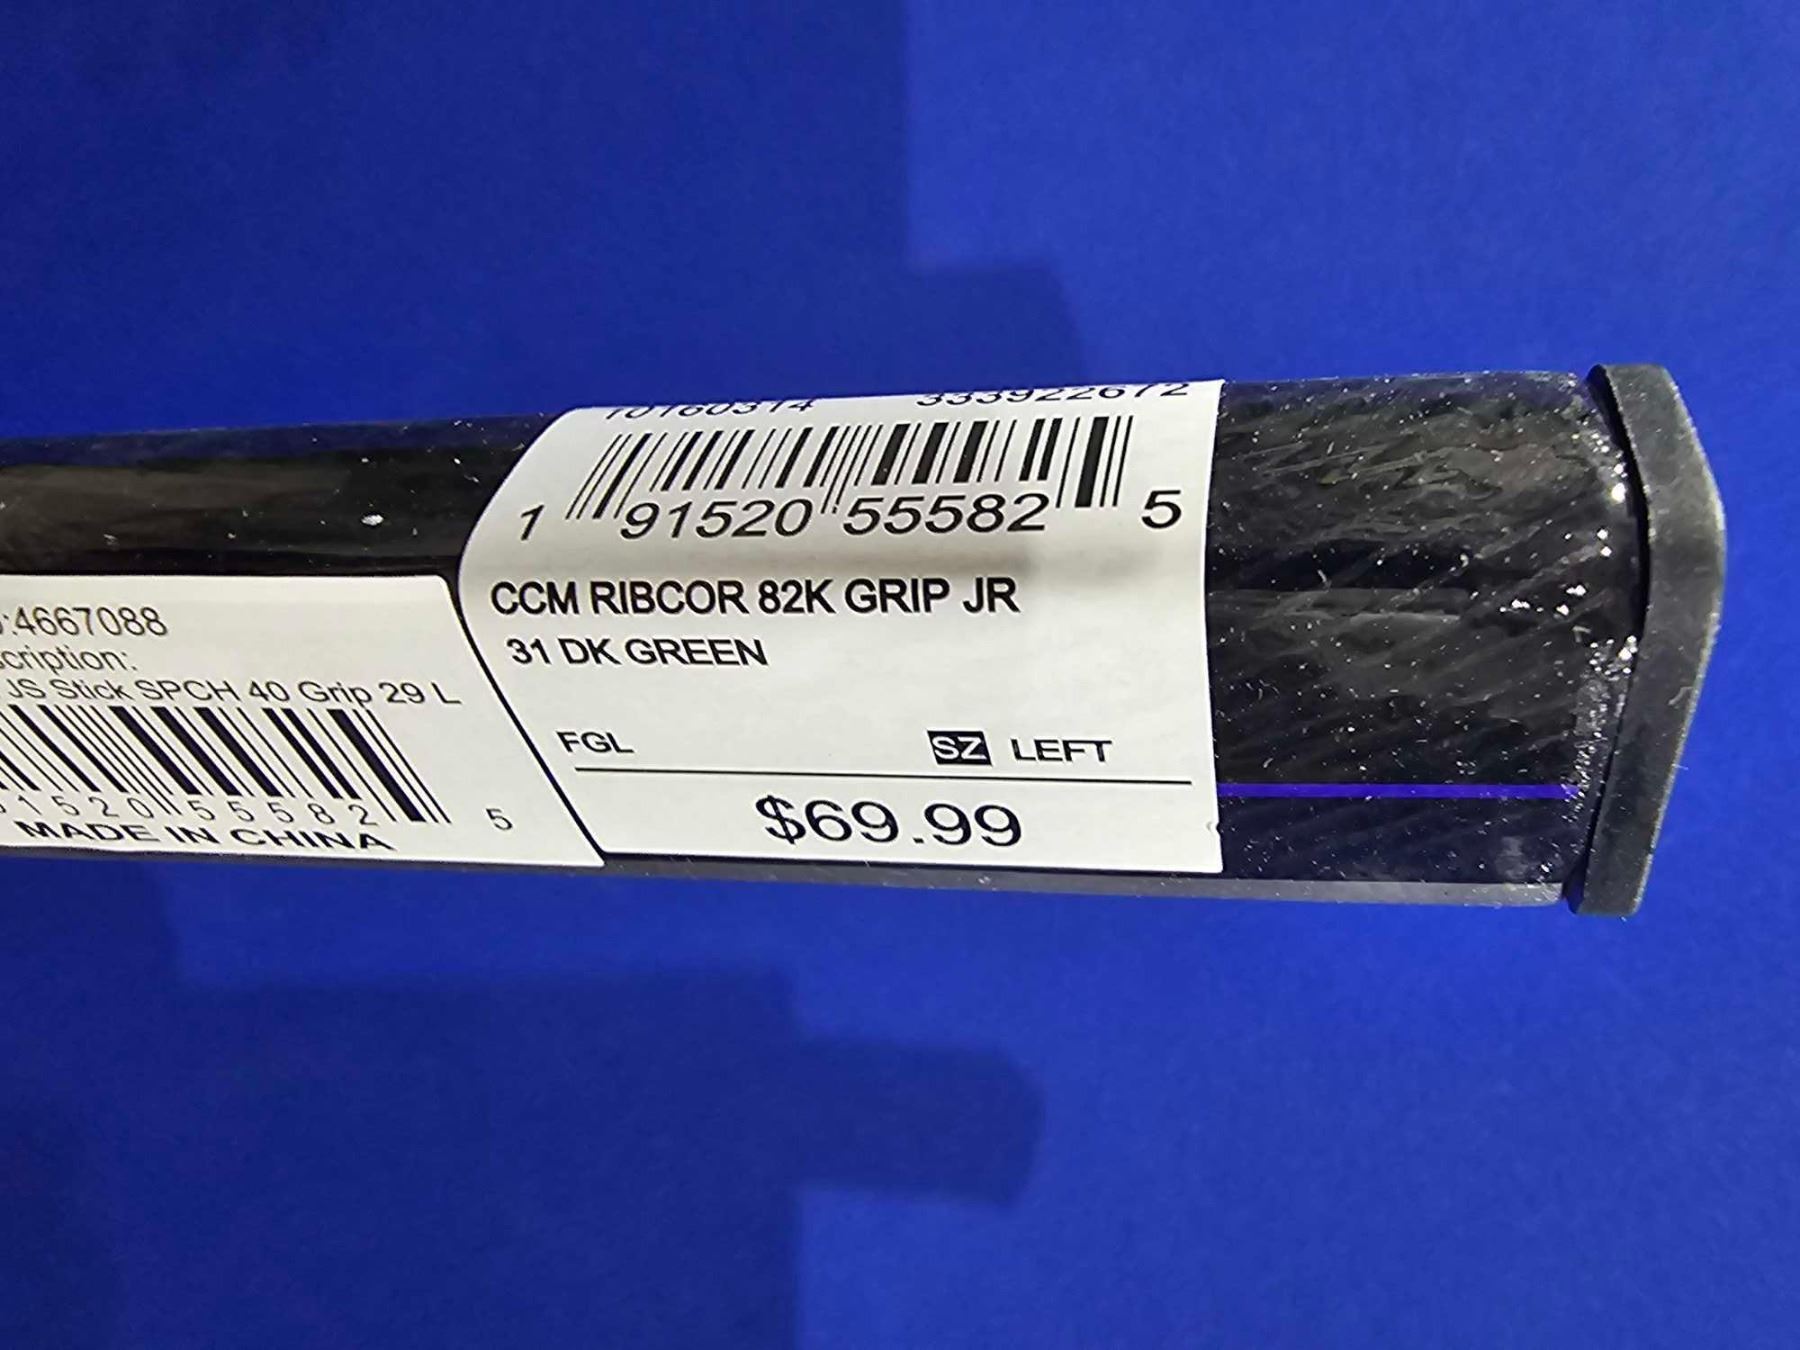 10160314 333922672
1 91520 55582 5
CCM RIBCOR 82K GRIP JR
31 DK GREEN
FGL SZ LEFT
$69.99
:4667088
cription:
JS Stick SPCH 40 Grip 29 L
91520 55582 5
MADE IN CHINA